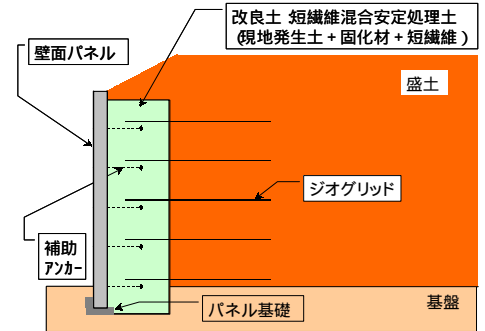 改良土:短繊維混合安定処理土
(現地発生土+固化材+短繊維)
壁面パネル
盛土
ジオグリッド
補助
アンカー
パネル基礎
基盤